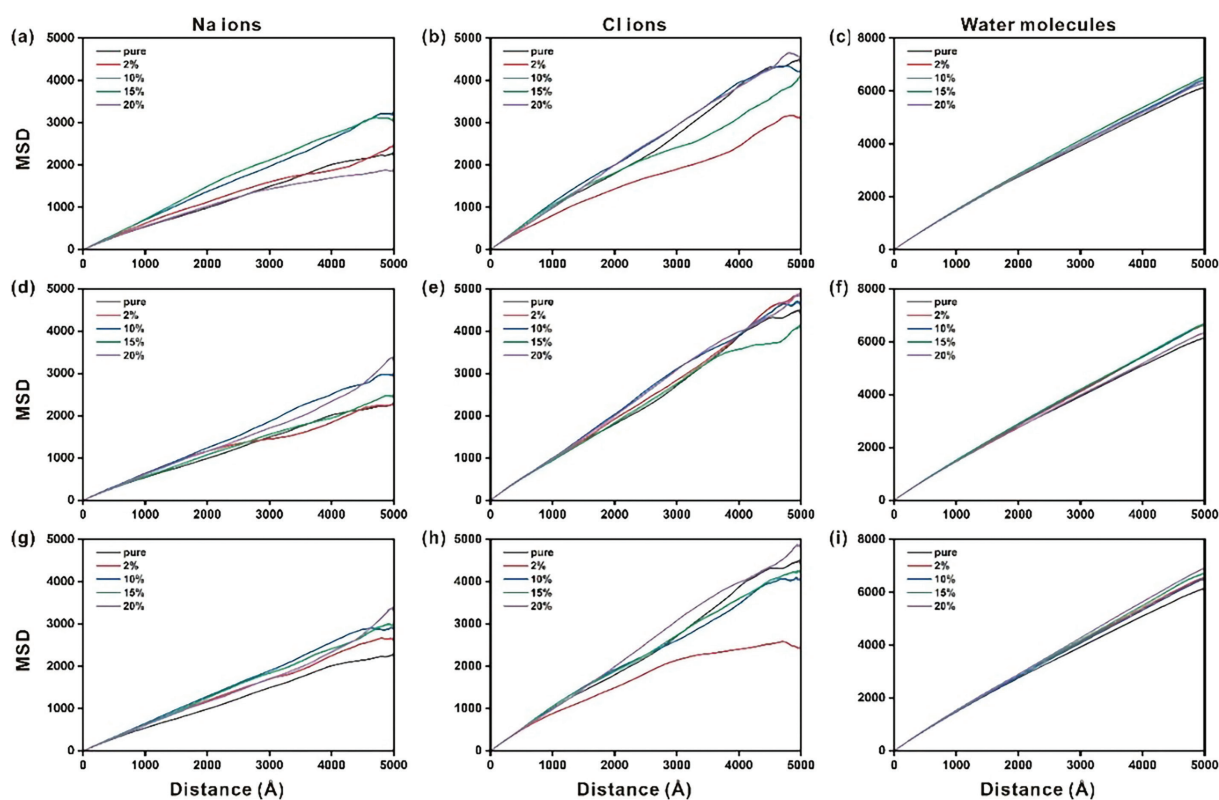 Na ions Cl ions Water molecules
(a) 5000 4000 3000 2000 1000 0
MSD
pure
2%
10%
15%
20%
0 1000 2000 3000 4000 5000
(b) 5000 4000 3000 2000 1000 0
pure
2%
10%
15%
20%
0 1000 2000 3000 4000 5000
(c) 8000 6000 4000 2000 0
pure
2%
10%
15%
20%
0 1000 2000 3000 4000 5000
(d) 5000 4000 3000 2000 1000 0
MSD
pure
2%
10%
15%
20%
0 1000 2000 3000 4000 5000
(e) 5000 4000 3000 2000 1000 0
pure
2%
10%
15%
20%
0 1000 2000 3000 4000 5000
(f) 8000 6000 4000 2000 0
pure
2%
10%
15%
20%
0 1000 2000 3000 4000 5000
(g) 5000 4000 3000 2000 1000 0
MSD
pure
2%
10%
15%
20%
0 1000 2000 3000 4000 5000
Distance (Å)
(h) 5000 4000 3000 2000 1000 0
pure
2%
10%
15%
20%
0 1000 2000 3000 4000 5000
Distance (Å)
(i) 8000 6000 4000 2000 0
pure
2%
10%
15%
20%
0 1000 2000 3000 4000 5000
Distance (Å)